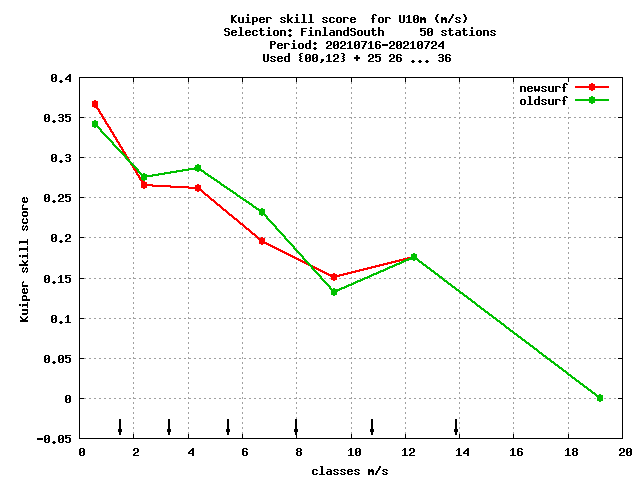 Kuiper skill score  for U10m (m/s)
Selection: FinlandSouth     50 stations
Period: 20210716-20210724
Used {00,12} + 25 26 ... 36
newsurf
oldsurf
0.4
0.35
0.3
0.25
0.2
0.15
0.1
0.05
0
-0.05
Kuiper skill score
0 2 4 6 8 10 12 14 16 18 20
classes m/s